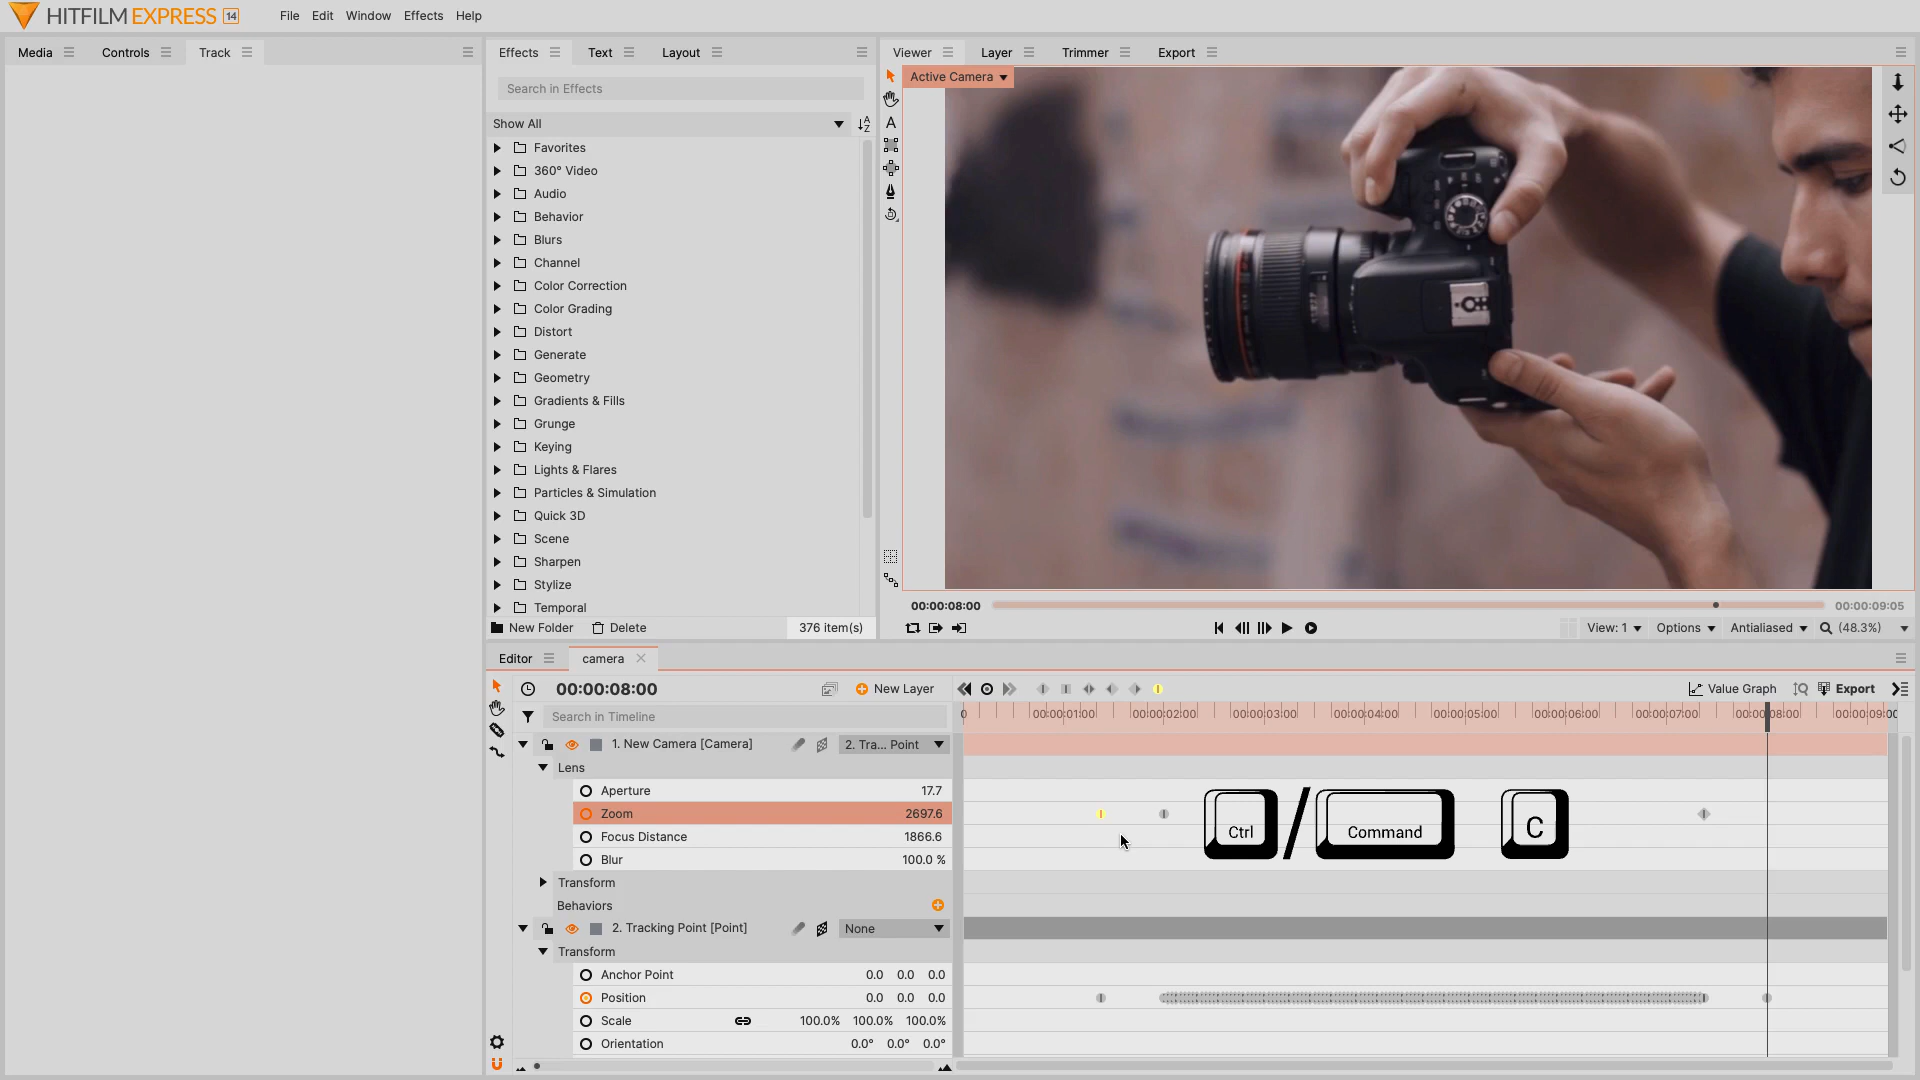 HITFILM EXPRESS 14
File Edit Window Effects Help
Media Controls Track
Effects Text Layout
Viewer Layer Trimmer Export
Search in Effects
Active Camera
Show All
Favorites
360° Video
Audio
Behavior
Blurs
Channel
Color Correction
Color Grading
Distort
Generate
Geometry
Gradients & Fills
Grunge
Keying
Lights & Flares
Particles & Simulation
Quick 3D
Scene
Sharpen
Stylize
Temporal
New Folder Delete 376 item(s)
00:00:08:00 00:00:09:05
View: 1 Options Antialiased (48.3%)
Editor camera
00:00:08:00 New Layer Value Graph Export
Search in Timeline
0 00:00:01:00 00:00:02:00 00:00:03:00 00:00:04:00 00:00:05:00 00:00:06:00 00:00:07:00 00:00:08:00 00:00:09:00
1. New Camera [Camera] 2. Tra... Point
Lens
Aperture 17.7
Zoom 2697.6
Focus Distance 1866.6
Blur 100.0 %
Ctrl / Command C
Transform
Behaviors
2. Tracking Point [Point] None
Transform
Anchor Point 0.0 0.0 0.0
Position 0.0 0.0 0.0
Scale 100.0% 100.0% 100.0%
Orientation 0.0° 0.0° 0.0°